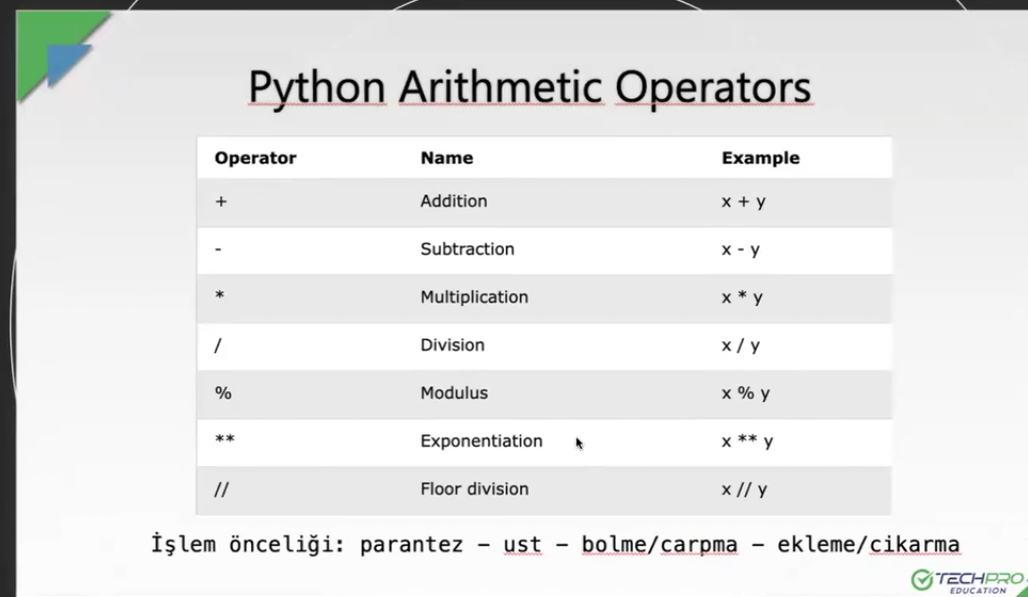 Python Arithmetic Operators
Operator Name Example
+ Addition x + y
- Subtraction x - y
* Multiplication x * y
/ Division x / y
% Modulus x % y
** Exponentiation x ** y
// Floor division x // y
İşlem önceliği: parantez – ust – bolme/carpma – ekleme/cikarma
TECHPRO
EDUCATION